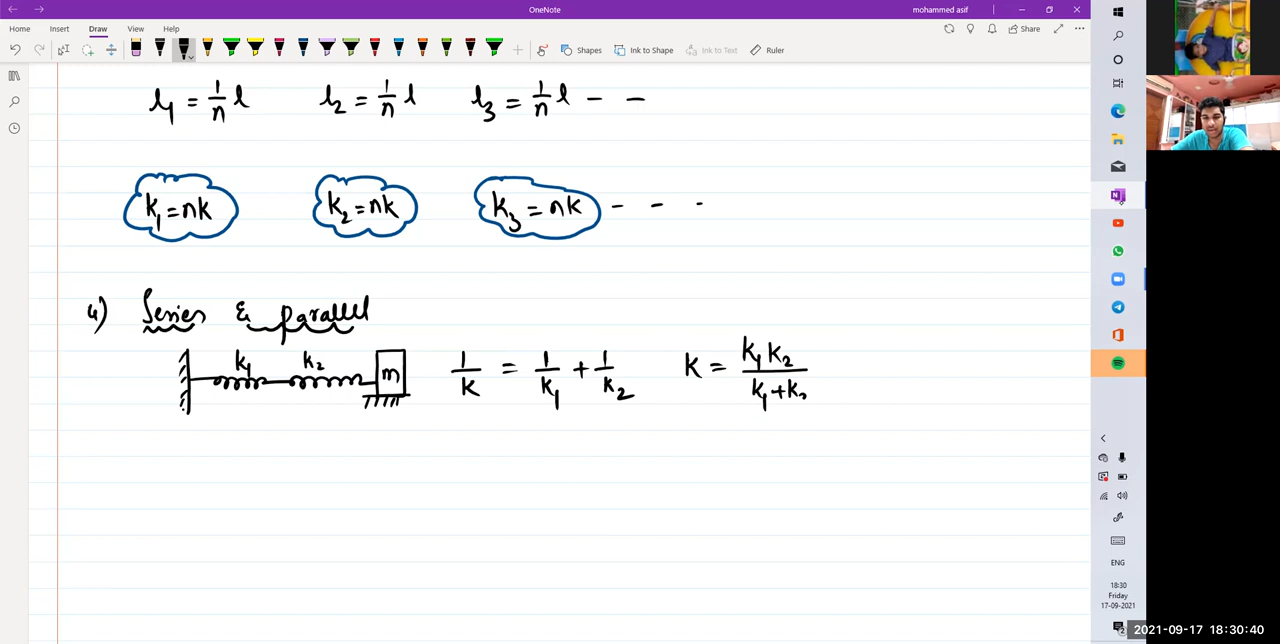 OneNote
mohammed asif
Home Insert Draw View Help
Share
Shapes Ink to Shape Ink to Text Ruler
l₁ = 1/n l l₂ = 1/n l l₃ = 1/n l – –
k₁ = nk k₂ = nk k₃ = nk – – -
4) Series & parallel
k₁ k₂ m 1/k = 1/k₁ + 1/k₂ k = k₁k₂/(k₁+k₂)
ENG
18:30
Friday
17-09-2021
2021-09-17 18:30:40